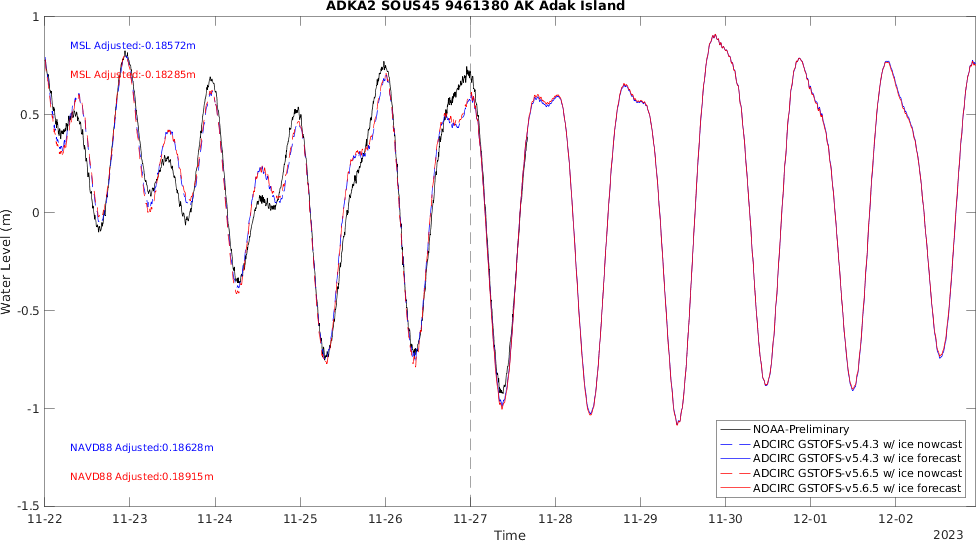 ADKA2 SOUS45 9461380 AK Adak Island
1
0.5
0
-0.5
-1
-1.5
Water Level (m)
MSL Adjusted:-0.18572m
MSL Adjusted:-0.18285m
NAVD88 Adjusted:0.18628m
NAVD88 Adjusted:0.18915m
NOAA-Preliminary
ADCIRC GSTOFS-v5.4.3 w/ ice nowcast
ADCIRC GSTOFS-v5.4.3 w/ ice forecast
ADCIRC GSTOFS-v5.6.5 w/ ice nowcast
ADCIRC GSTOFS-v5.6.5 w/ ice forecast
11-22 11-23 11-24 11-25 11-26 11-27 11-28 11-29 11-30 12-01 12-02
Time
2023